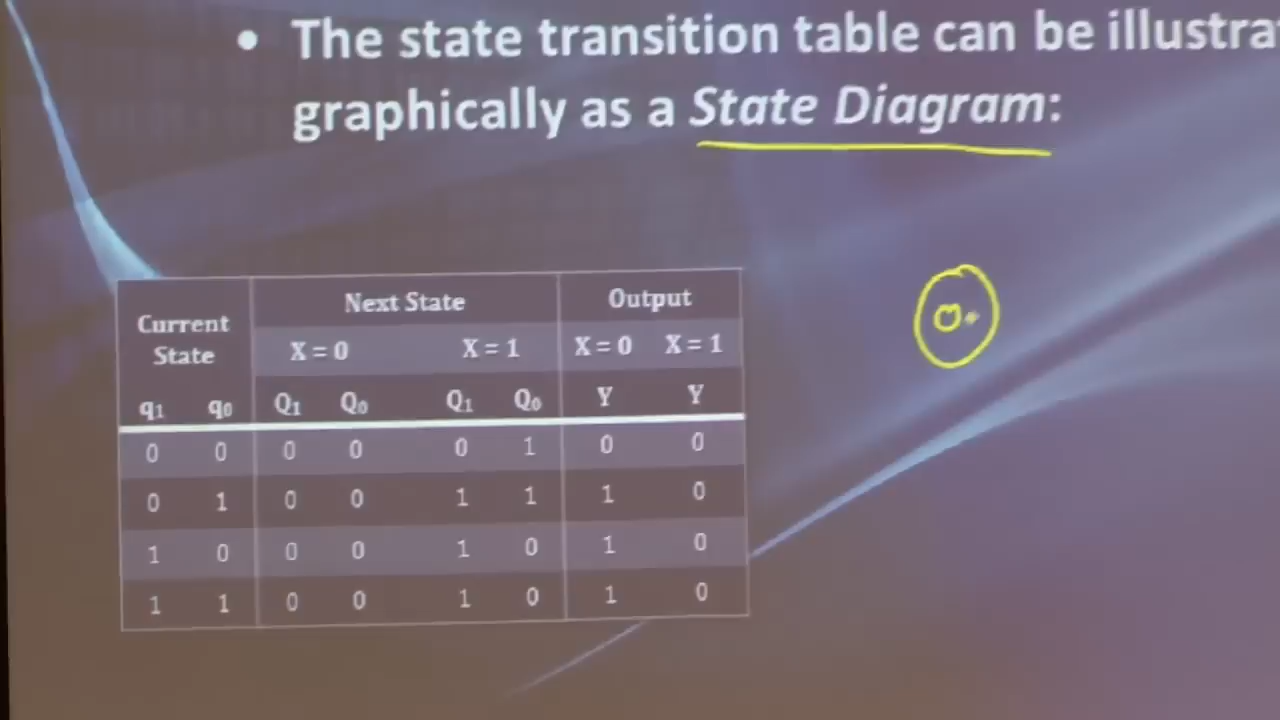 • The state transition table can be illustra
graphically as a State Diagram:
Current State Next State Output
X = 0 X = 1 X = 0 X = 1
q1 q0 Q1 Q0 Q1 Q0 Y Y
0 0 0 0 0 1 0 0
0 1 0 0 1 1 1 0
1 0 0 0 1 0 1 0
1 1 0 0 1 0 1 0
0